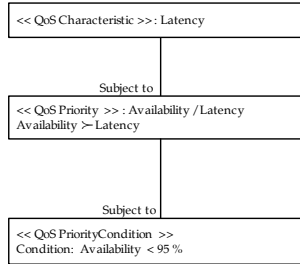 << QoS Characteristic >> : Latency
Subject to
<< QoS Priority >> : Availability / Latency
Availability ≻ Latency
Subject to
<< QoS PriorityCondition >>
Condition: Availability < 95 %